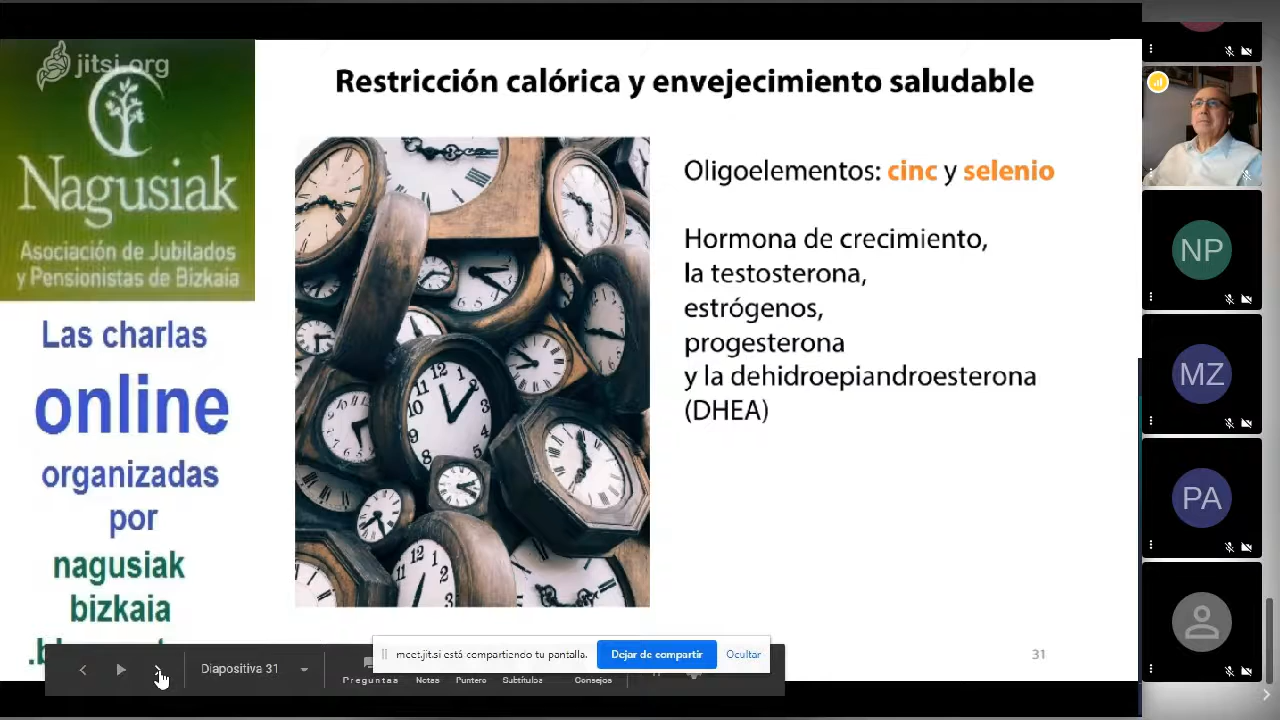 jitsi.org
Nagusiak
Asociación de Jubilados
y Pensionistas de Bizkaia
Las charlas
online
organizadas
por
nagusiak
bizkaia
Restricción calórica y envejecimiento saludable
Oligoelementos: cinc y selenio
Hormona de crecimiento,
la testosterona,
estrógenos,
progesterona
y la dehidroepiandroesterona
(DHEA)
31
NP
MZ
PA
Diapositiva 31
meet.jit.si está compartiendo tu pantalla.
Dejar de compartir
Ocultar
Preguntas
Notas
Puntero
Subtítulos
Consejos